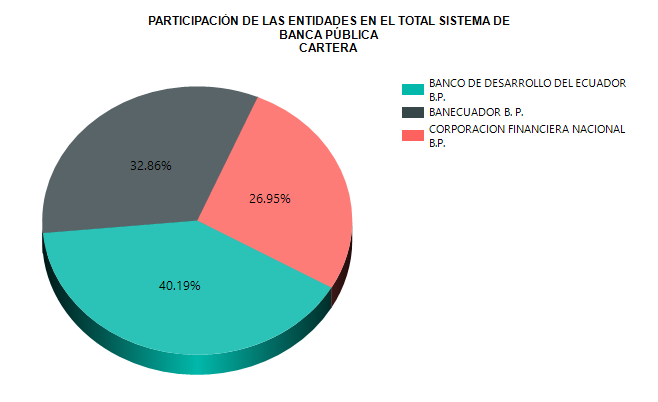 PARTICIPACIÓN DE LAS ENTIDADES EN EL TOTAL SISTEMA DE
BANCA PÚBLICA
CARTERA
BANCO DE DESARROLLO DEL ECUADOR
B.P.
BANECUADOR B. P.
CORPORACION FINANCIERA NACIONAL
B.P.
32.86%
26.95%
40.19%